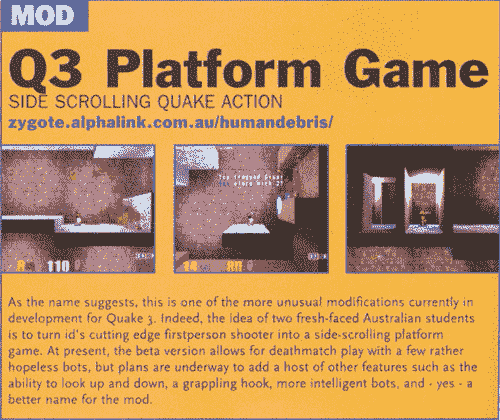 MOD
Q3 Platform Game
SIDE SCROLLING QUAKE ACTION
zygote.alphalink.com.au/humandebris/
You fragged Grunt
place with 2
8 110
As the name suggests, this is one of the more unusual modifications currently in
development for Quake 3. Indeed, the idea of two fresh-faced Australian students
is to turn id's cutting edge firstperson shooter into a side-scrolling platform
game. At present, the beta version allows for deathmatch play with a few rather
hopeless bots, but plans are underway to add a host of other features such as the
ability to look up and down, a grappling hook, more intelligent bots, and - yes - a
better name for the mod.